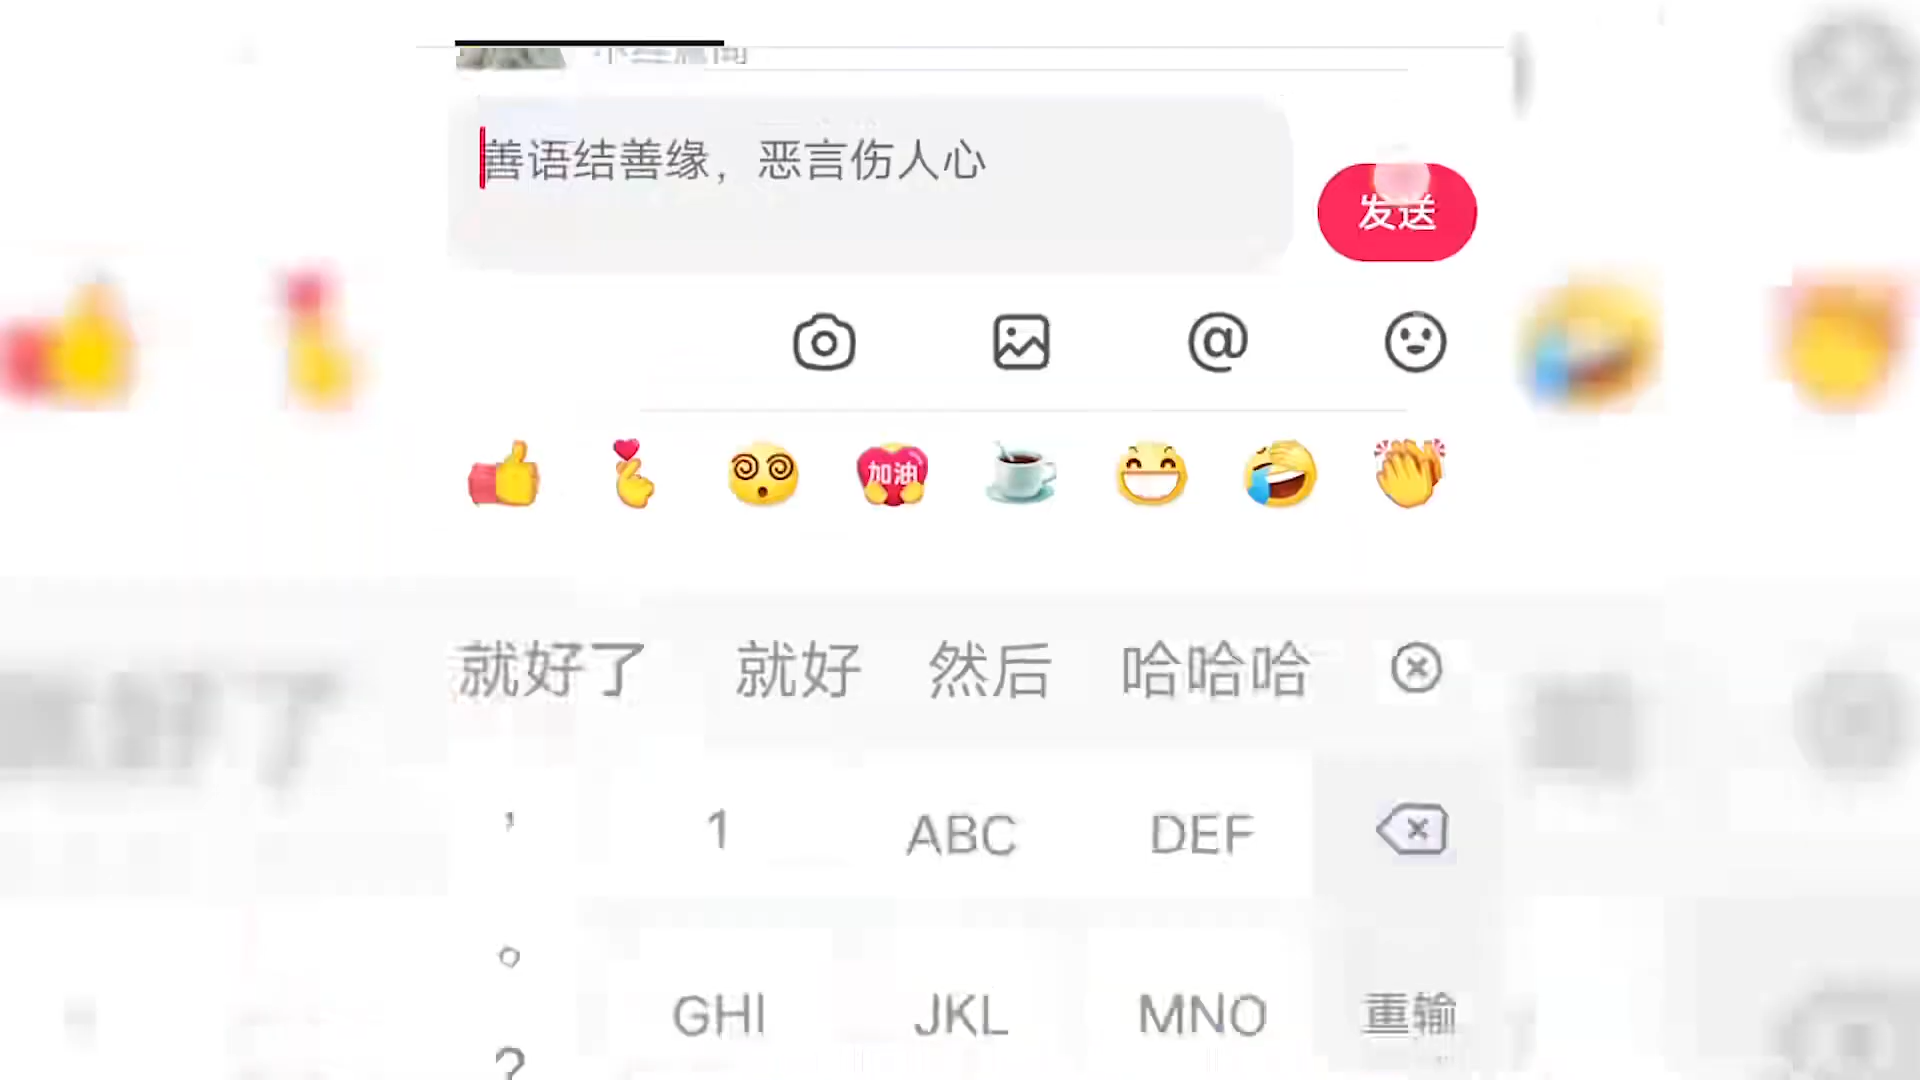 善语结善缘，恶言伤人心
发送
加油
就好了 就好 然后 哈哈哈
， 1 ABC DEF
。 GHI JKL MNO 重输
？